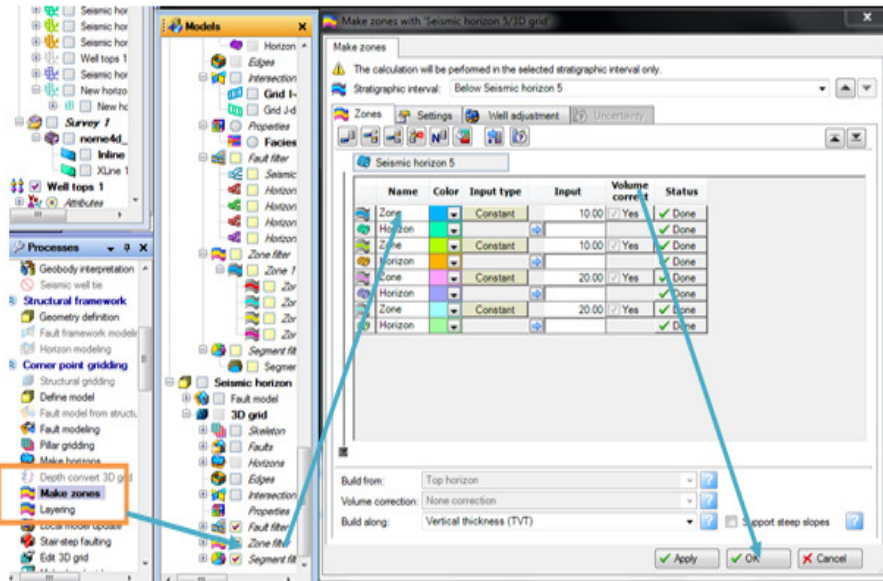 Seismic hor
Seismic hor
Seismic hor
Well tops 1
Seismic hor
New horizo
New hc
Survey 1
nome4d_
Inline
XLine 1
Well tops 1
Attributes
Processes
Geobody interpretation
Seismic well tie
Structural framework
Geometry definition
Fault framework modelir
Horizon modeling
Corner point gridding
Structural gridding
Define model
Fault model from structu
Fault modeling
Pillar gridding
Make horizons
Depth convert 3D grid
Make zones
Layering
Local model update
Stair-step faulting
Edit 3D grid
Models
Horizon
Edges
Intersection
Grid I-
Grid J-d
Properties
Facies
Fault filter
Seismic
Horizon
Horizon
Horizon
Horizon
Zone filter
Zone 1
Zor
Zor
Zor
Zor
Segment filt
Segmer
Seismic horizon
Fault model
3D grid
Skeleton
Faults
Horizons
Edges
Intersection
Properties
Fault filter
Zone filter
Segment filt
Make zones with 'Seismic horizon 5/3D grid'
Make zones
The calculation will be performed in the selected stratigraphic interval only.
Stratigraphic interval: Below Seismic horizon 5
Zones Settings Well adjustment Uncertainty
Seismic horizon 5
Name Color Input type Input Volume correct Status
Zone Constant 10.00 Yes Done
Horizon Done
Zone Constant 10.00 Yes Done
Horizon Done
Zone Constant 20.00 Yes Done
Horizon Done
Zone Constant 20.00 Yes Done
Horizon Done
Build from: Top horizon
Volume correction: None correction
Build along: Vertical thickness (TVT) Support steep slopes
Apply OK Cancel